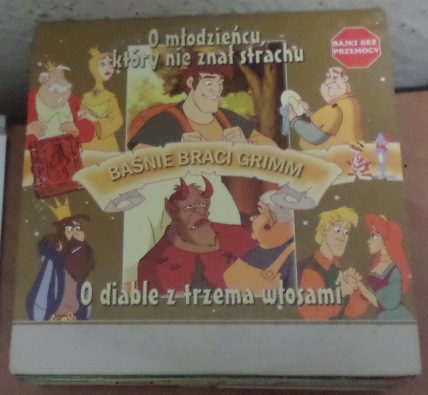 O młodzieńcu,
który nie znał strachu
BAJKI BEZ
PRZEMOCY
BAŚNIE BRACI GRIMM
O diable z trzema włosami